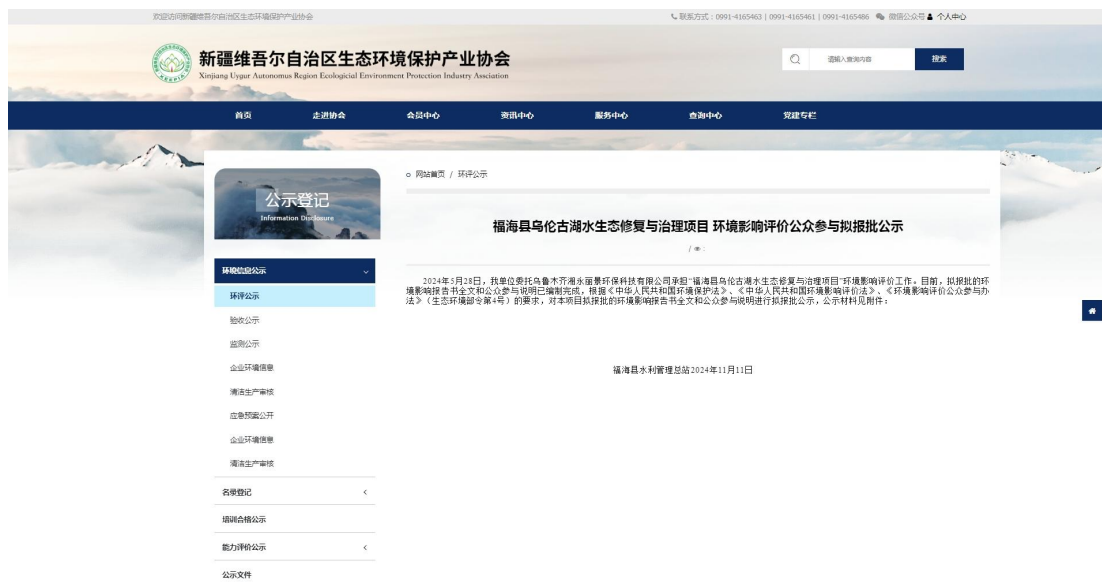 欢迎访问新疆维吾尔自治区生态环境保护产业协会
联系方式：0991-4165463 | 0991-4165461 | 0991-4165486 微信公众号 个人中心
新疆维吾尔自治区生态环境保护产业协会
Xinjiang Uygur Autonomus Region Ecologicial Environment Protection Industry Assciation
请输入查询内容
搜索
首页 走进协会 会员中心 资讯中心 服务中心 查询中心 党建专栏
公示登记
Information Disclosure
网站首页 / 环评公示
福海县乌伦古湖水生态修复与治理项目 环境影响评价公众参与拟报批公示
/ :
2024年5月28日，我单位委托乌鲁木齐湘永丽景环保科技有限公司承担“福海县乌伦古湖水生态修复与治理项目”环境影响评价工作。目前，拟报批的环
境影响报告书全文和公众参与说明已编制完成，根据《中华人民共和国环境保护法》、《中华人民共和国环境影响评价法》、《环境影响评价公众参与办
法》（生态环境部令第4号）的要求，对本项目拟报批的环境影响报告书全文和公众参与说明进行拟报批公示，公示材料见附件：
福海县水利管理总站2024年11月11日
环境信息公示
环评公示
验收公示
监测公示
企业环境信息
清洁生产审核
应急预案公开
企业环境信息
清洁生产审核
名录登记
培训合格公示
能力评价公示
公示文件